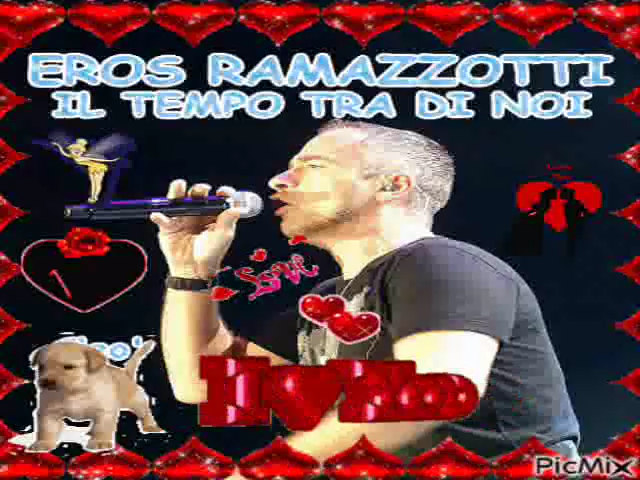 EROS RAMAZZOTTI
IL TEMPO TRA DI NOI
Love
PicMix